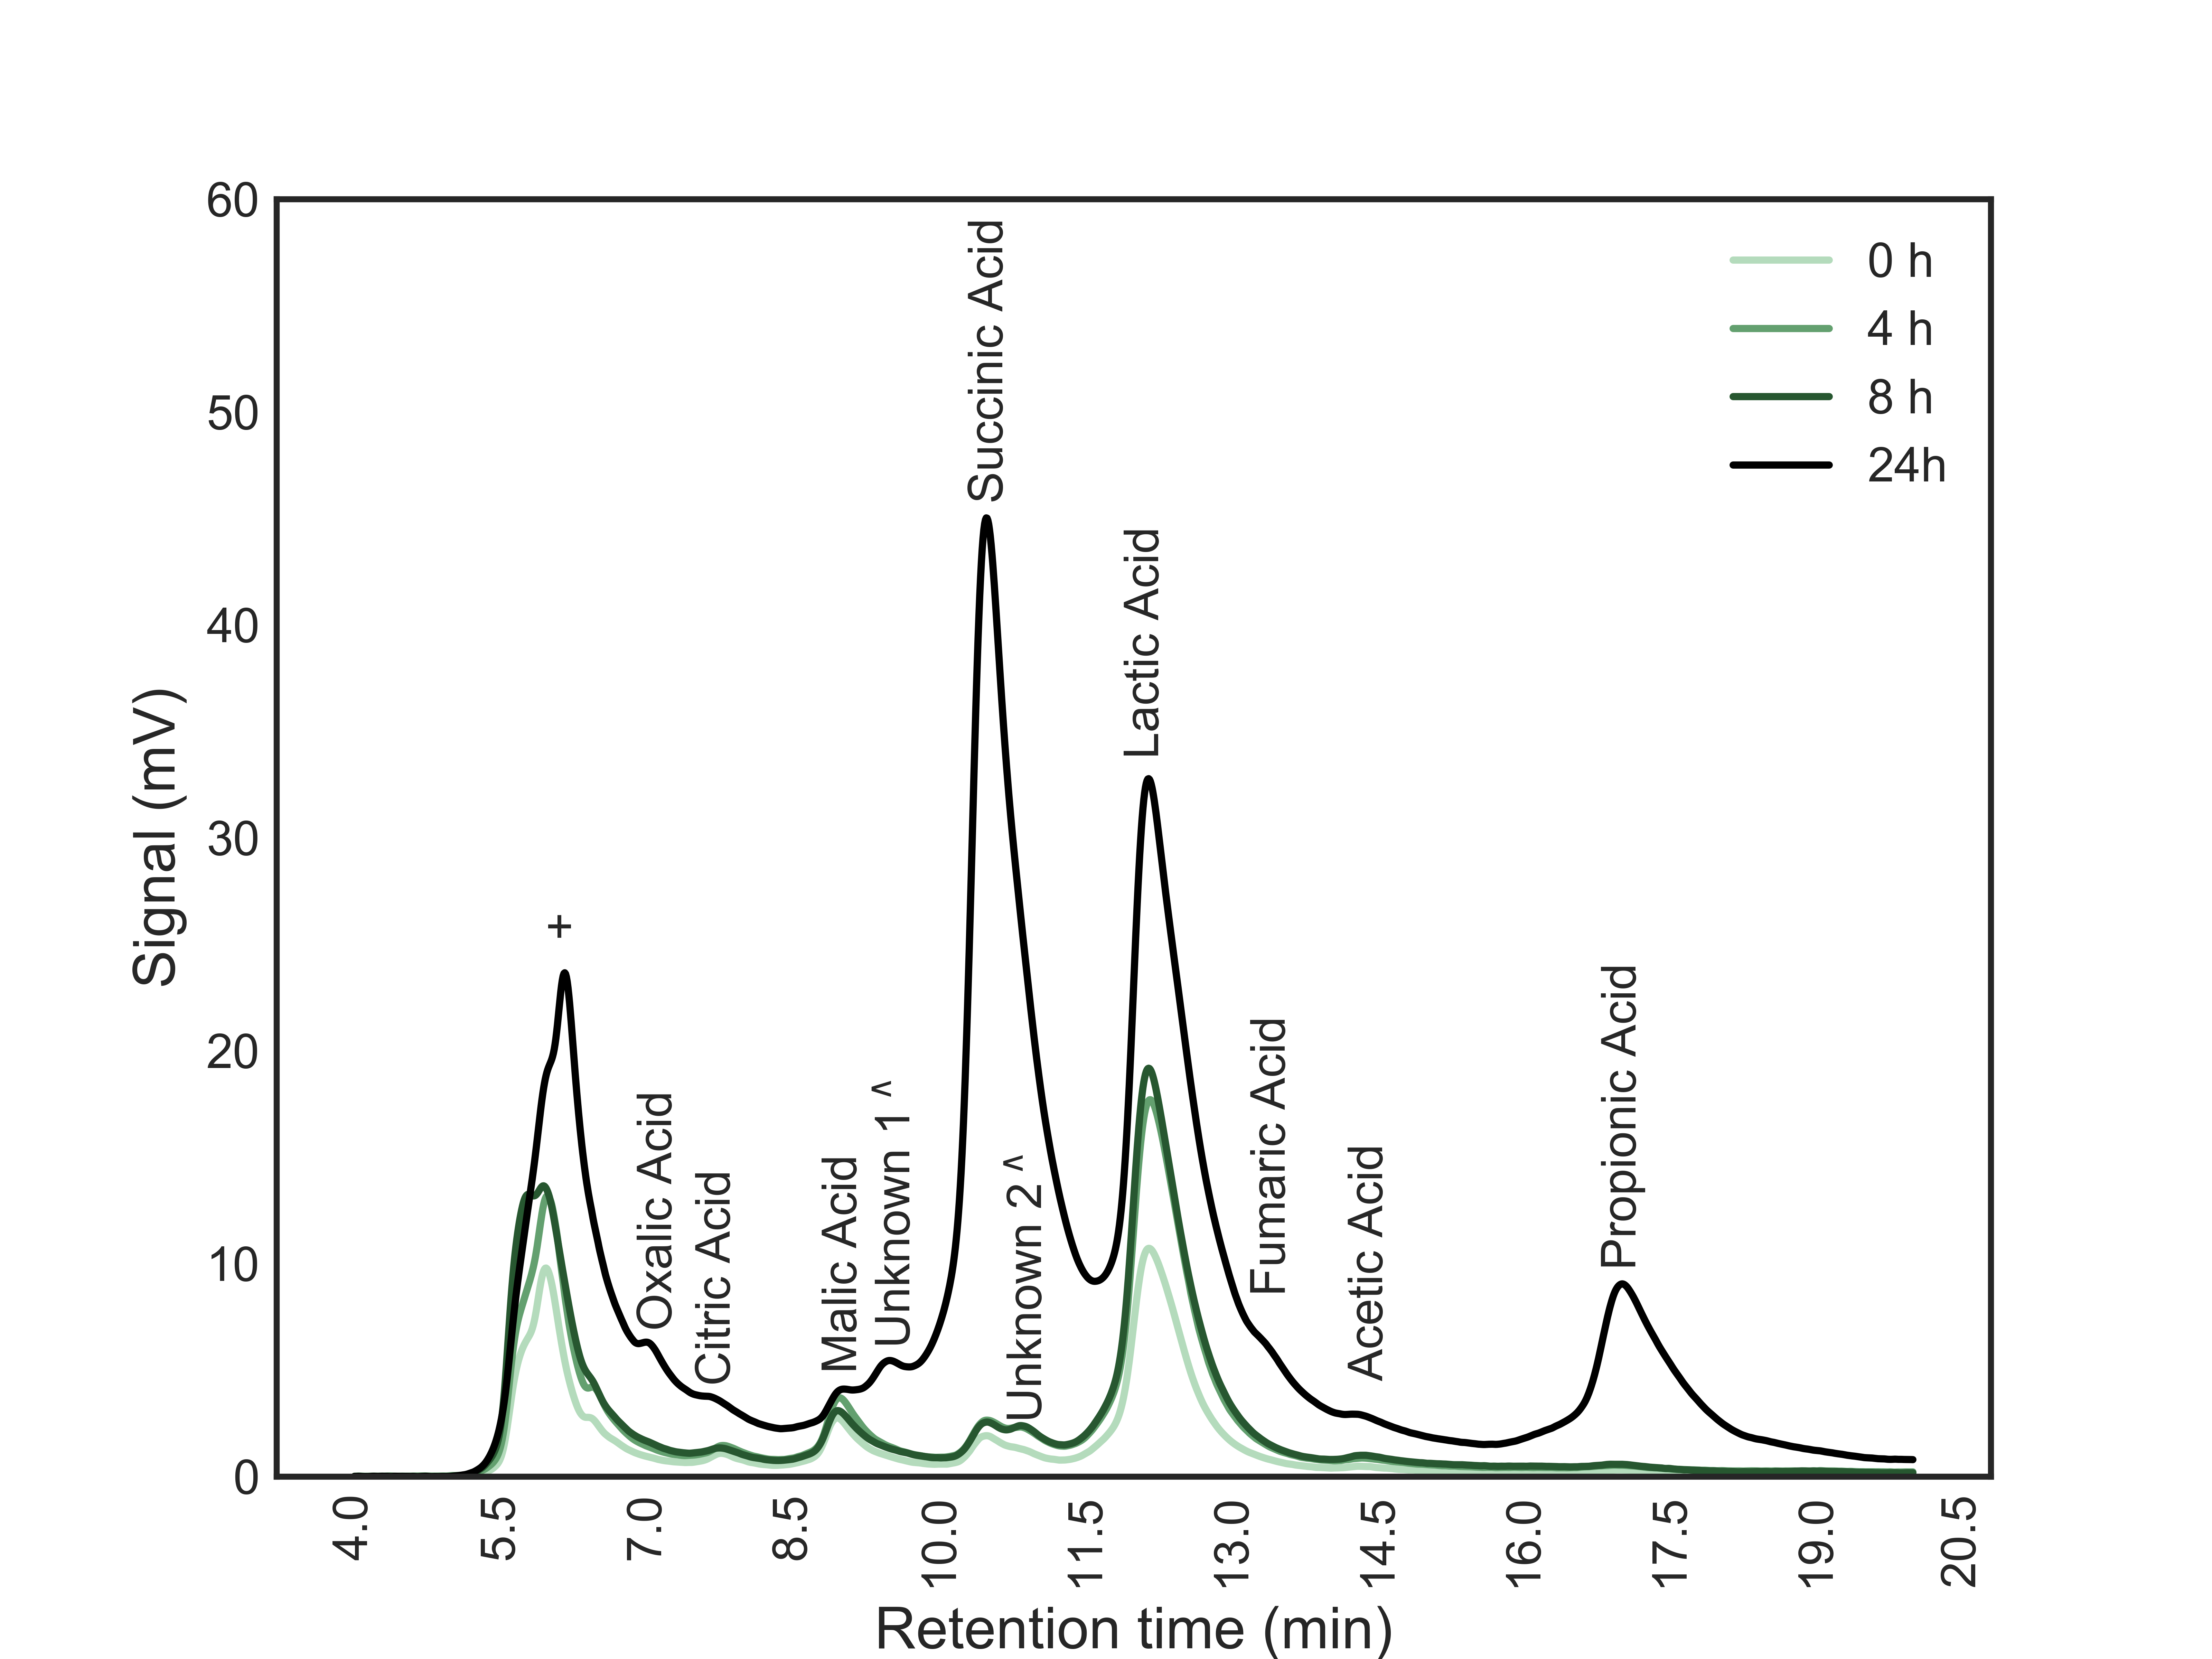 60
50
40
30
20
10
0
Signal (mV)
0 h
4 h
8 h
24h
+
Oxalic Acid
Citric Acid
Malic Acid
Unknown 1 ^
Succinic Acid
Unknown 2 ^
Lactic Acid
Fumaric Acid
Acetic Acid
Propionic Acid
4.0
5.5
7.0
8.5
10.0
11.5
13.0
14.5
16.0
17.5
19.0
20.5
Retention time (min)